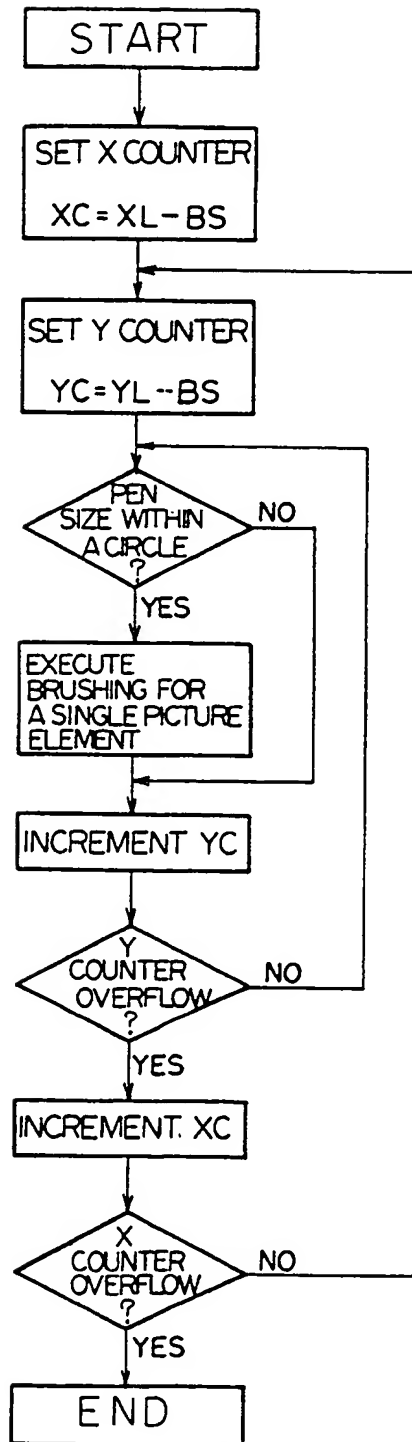 START
SET X COUNTER
XC=XL-BS
SET Y COUNTER
YC=YL--BS
PEN
SIZE WITHIN
A CIRCLE
?
NO
YES
EXECUTE
BRUSHING FOR
A SINGLE PICTURE
ELEMENT
INCREMENT YC
Y
COUNTER
OVERFLOW
?
NO
YES
INCREMENT. XC
X
COUNTER
OVERFLOW
?
NO
YES
END